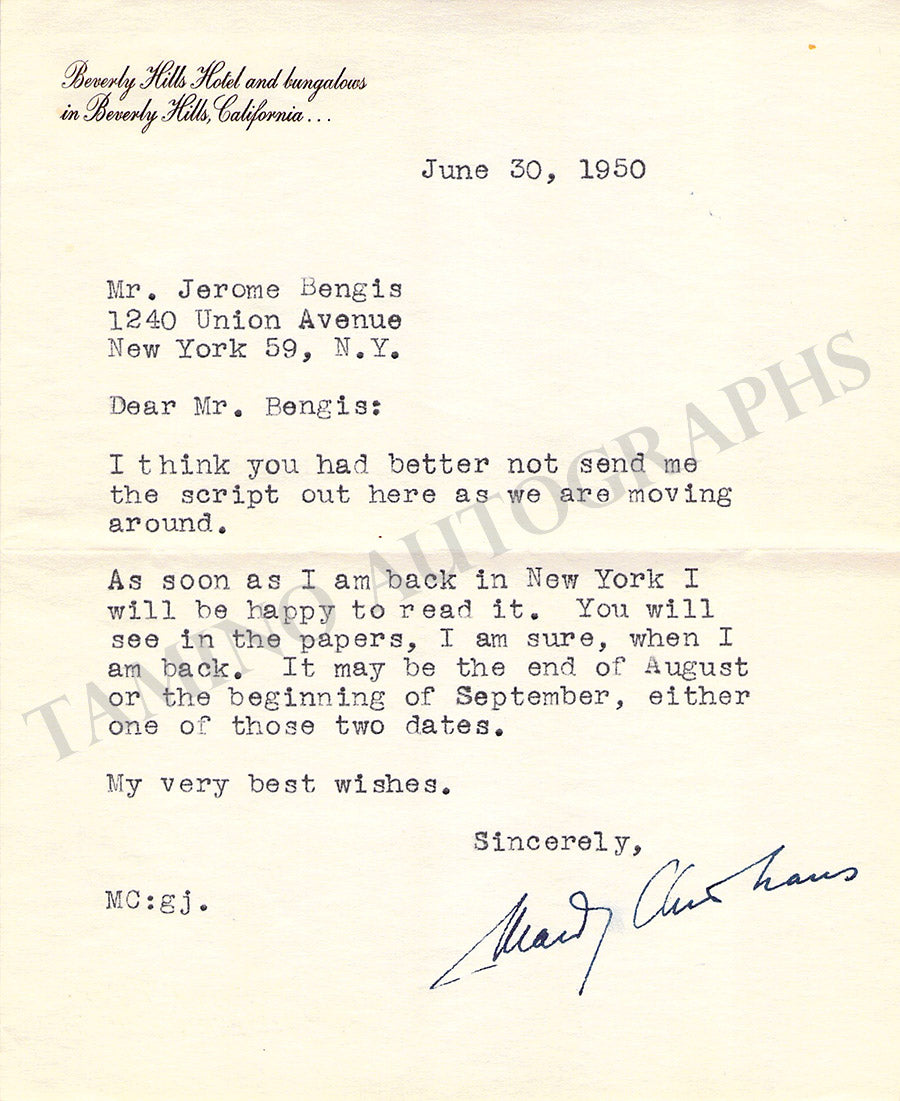 Beverly Hills Hotel and bungalows
in Beverly Hills, California . . .
June 30, 1950
Mr. Jerome Bengis
1240 Union Avenue
New York 59, N.Y.
Dear Mr. Bengis:
I think you had better not send me
the script out here as we are moving
around.
As soon as I am back in New York I
will be happy to read it.  You will
see in the papers, I am sure, when I
am back.  It may be the end of August
or the beginning of September, either
one of those two dates.
My very best wishes.
Sincerely,
Mady Christians
MC:gj.
TAMINO AUTOGRAPHS